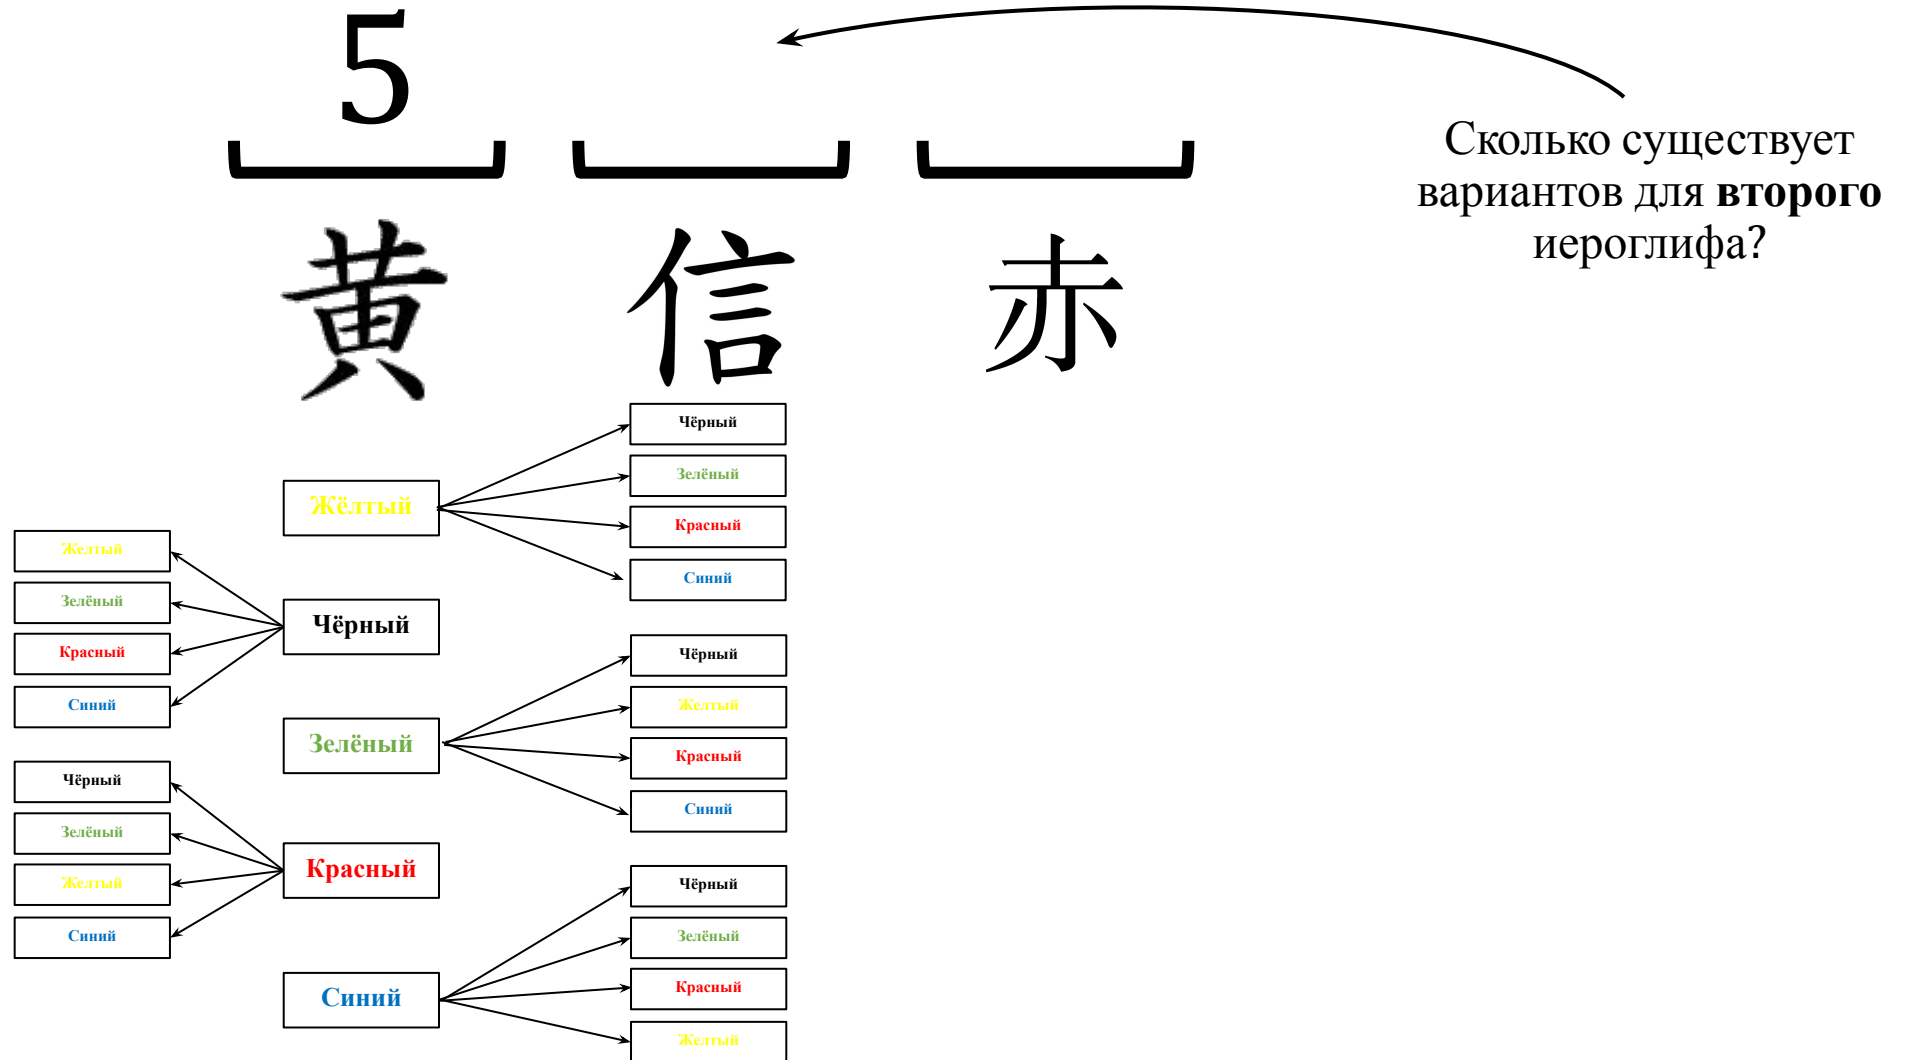 5
Сколько существует
вариантов для второго
иероглифа?
黄 信 赤
Жёлтый
Чёрный
Зелёный
Красный
Синий
Чёрный
Желтый
Зелёный
Красный
Синий
Зелёный
Чёрный
Желтый
Красный
Синий
Красный
Чёрный
Зелёный
Желтый
Синий
Синий
Чёрный
Зелёный
Красный
Желтый